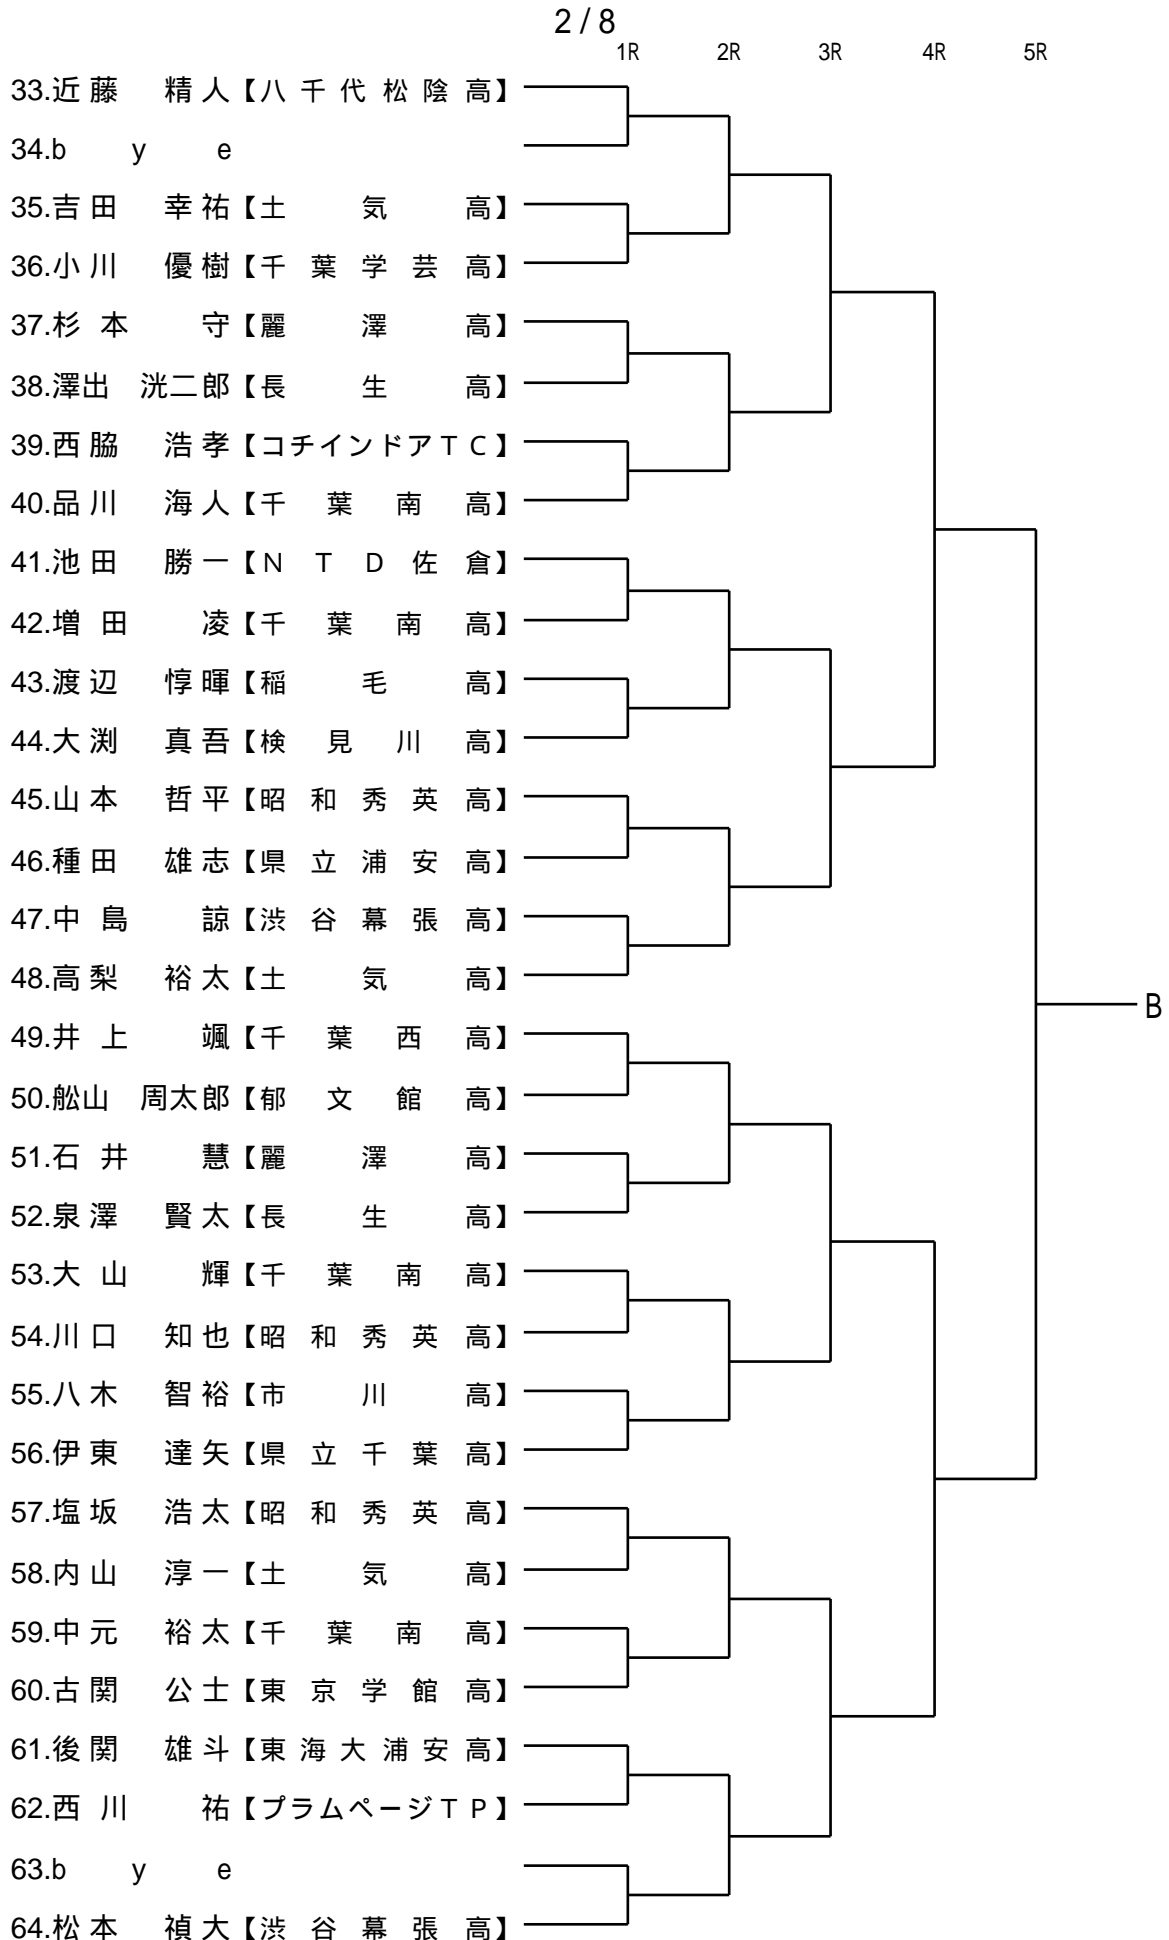 2 / 8
1R 2R 3R 4R 5R
33.近藤 精人【八千代松陰高】
34.b y e
35.吉田 幸祐【土気高】
36.小川 優樹【千葉学芸高】
37.杉本 守【麗澤高】
38.澤出 洸二郎【長生高】
39.西脇 浩孝【コチインドアＴＣ】
40.品川 海人【千葉南高】
41.池田 勝一【ＮＴＤ佐倉】
42.増田 凌【千葉南高】
43.渡辺 惇暉【稲毛高】
44.大渕 真吾【検見川高】
45.山本 哲平【昭和秀英高】
46.種田 雄志【県立浦安高】
47.中島 諒【渋谷幕張高】
48.高梨 裕太【土気高】
B
49.井上 颯【千葉西高】
50.舩山 周太郎【郁文館高】
51.石井 慧【麗澤高】
52.泉澤 賢太【長生高】
53.大山 輝【千葉南高】
54.川口 知也【昭和秀英高】
55.八木 智裕【市川高】
56.伊東 達矢【県立千葉高】
57.塩坂 浩太【昭和秀英高】
58.内山 淳一【土気高】
59.中元 裕太【千葉南高】
60.古関 公士【東京学館高】
61.後関 雄斗【東海大浦安高】
62.西川 祐【プラムページＴＰ】
63.b y e
64.松本 禎大【渋谷幕張高】